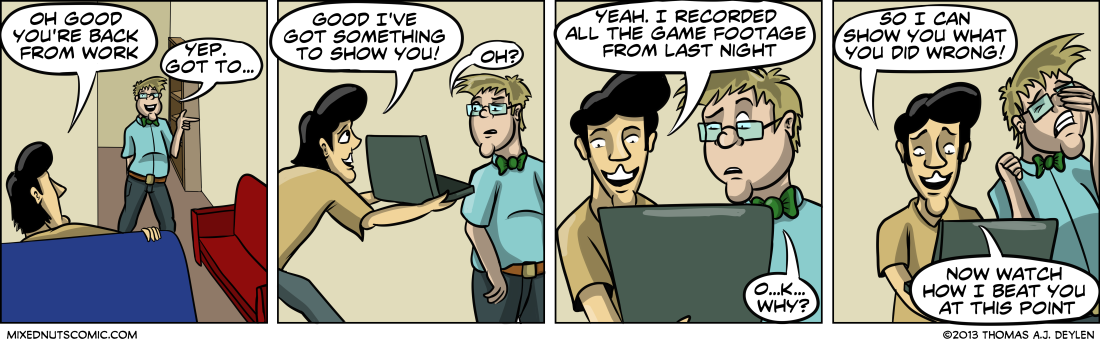 OH GOOD
YOU'RE BACK
FROM WORK
YEP.
GOT TO...
GOOD I'VE
GOT SOMETHING
TO SHOW YOU!
OH?
YEAH. I RECORDED
ALL THE GAME FOOTAGE
FROM LAST NIGHT
O...K...
WHY?
SO I CAN
SHOW YOU WHAT
YOU DID WRONG!
NOW WATCH
HOW I BEAT YOU
AT THIS POINT
MIXEDNUTSCOMIC.COM
©2013 THOMAS A.J. DEYLEN